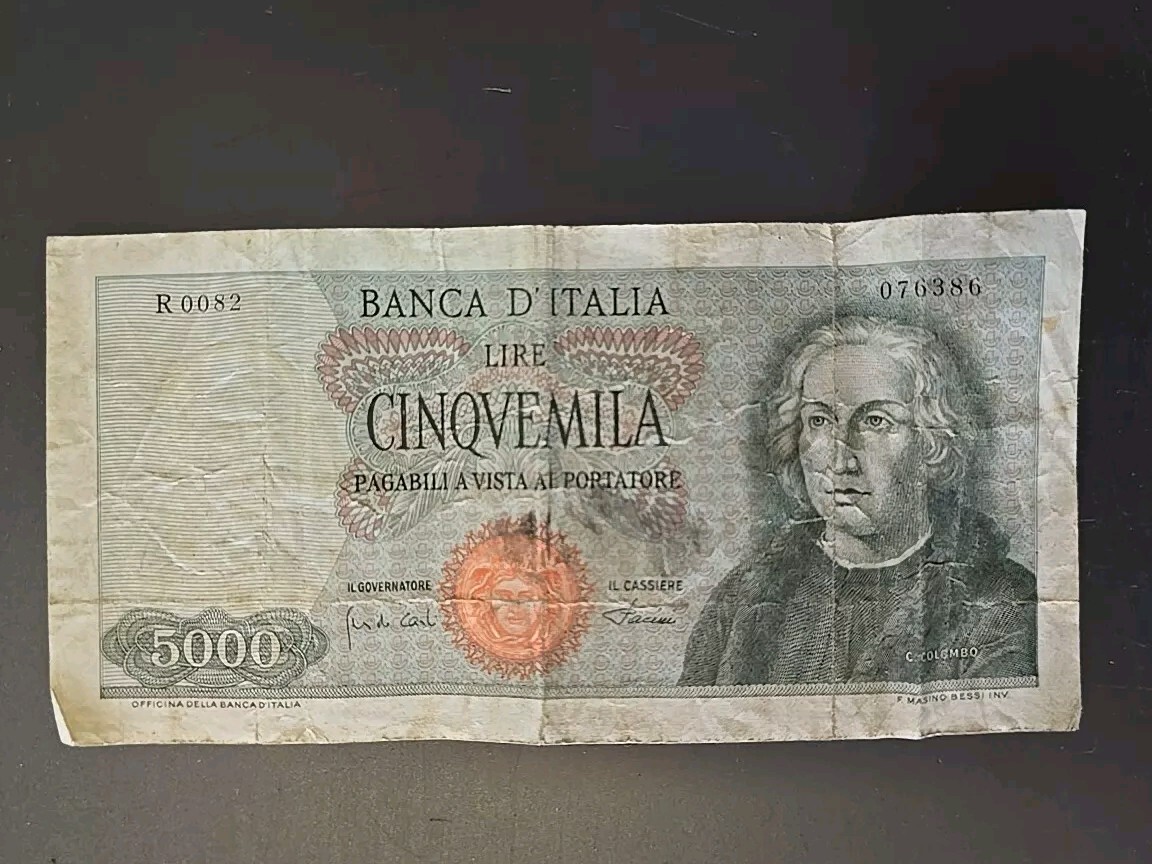 R 0082
076386
BANCA D'ITALIA
LIRE
CINQVEMILA
PAGABILI A VISTA AL PORTATORE
IL GOVERNATORE
IL CASSIERE
5000
C. COLOMBO
OFFICINA DELLA BANCA D'ITALIA
F. MASINO BESSI INV.